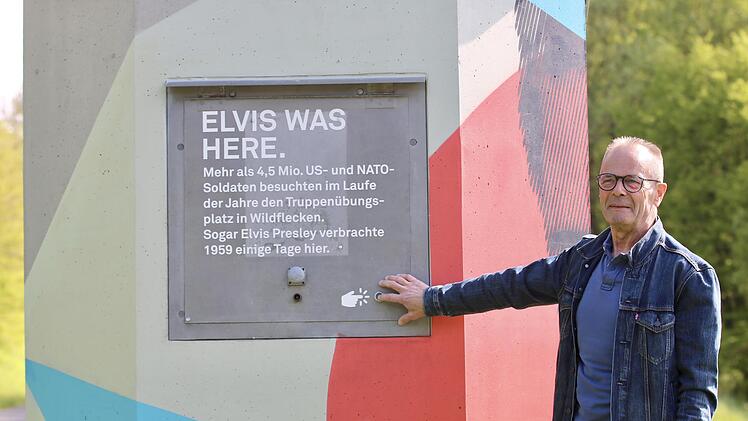 ELVIS WAS
HERE.
Mehr als 4,5 Mio. US- und NATO-
Soldaten besuchten im Laufe
der Jahre den Truppenübungs-
platz in Wildflecken.
Sogar Elvis Presley verbrachte
1959 einige Tage hier.